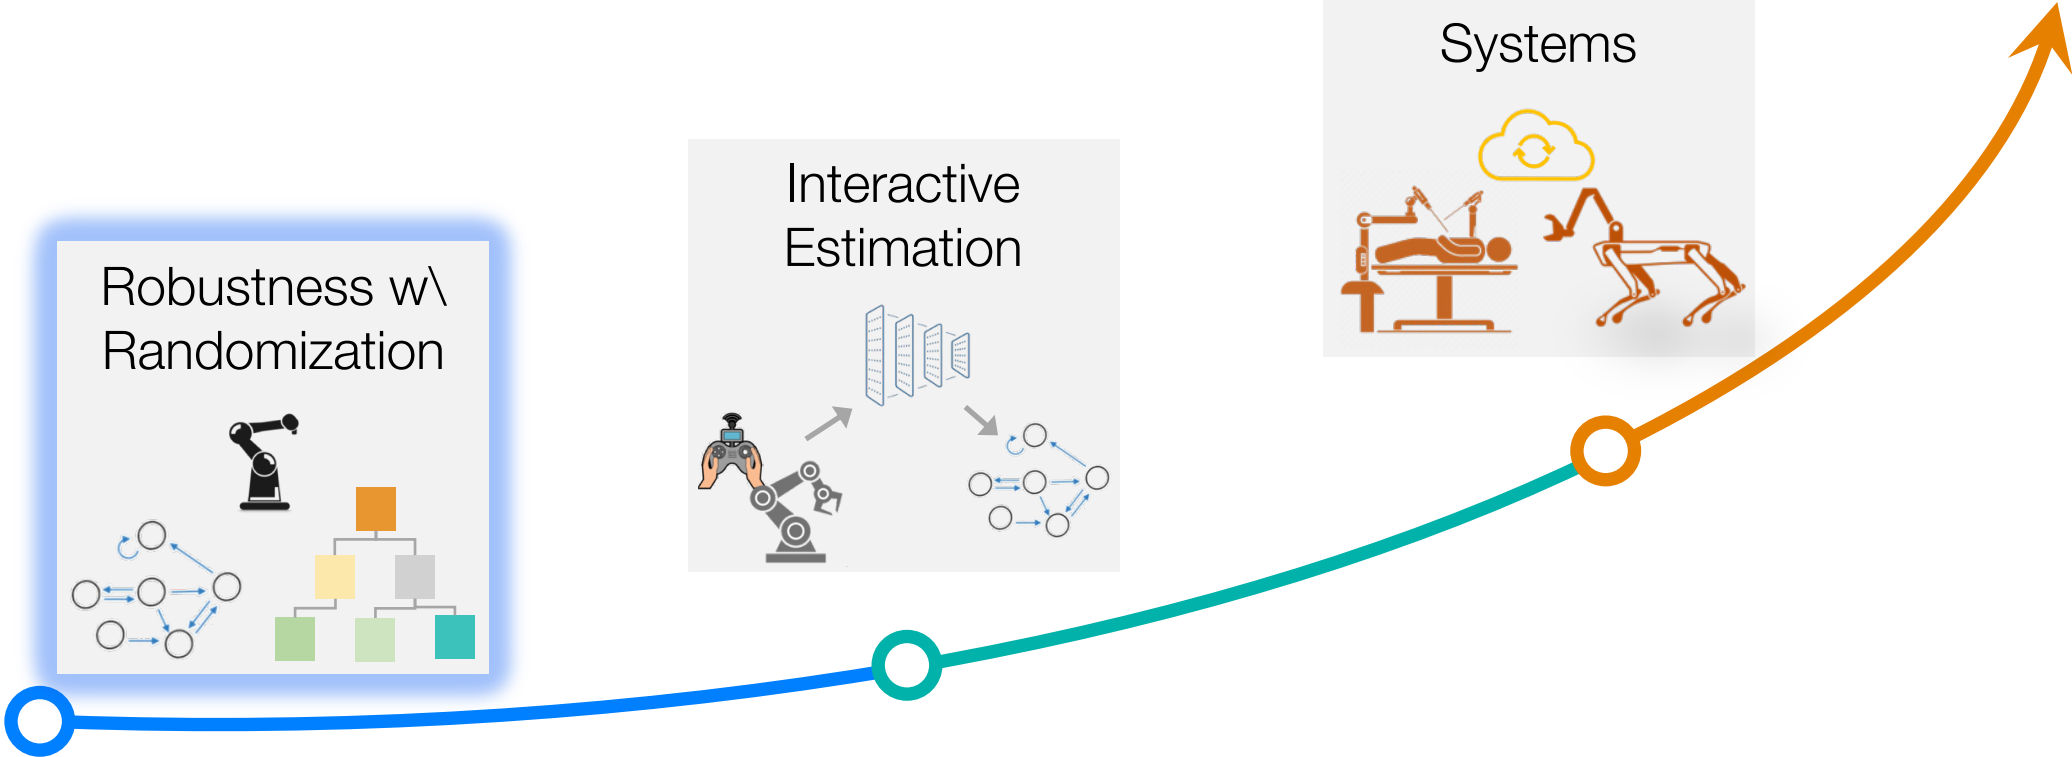 Robustness w\
Randomization
Interactive
Estimation
Systems